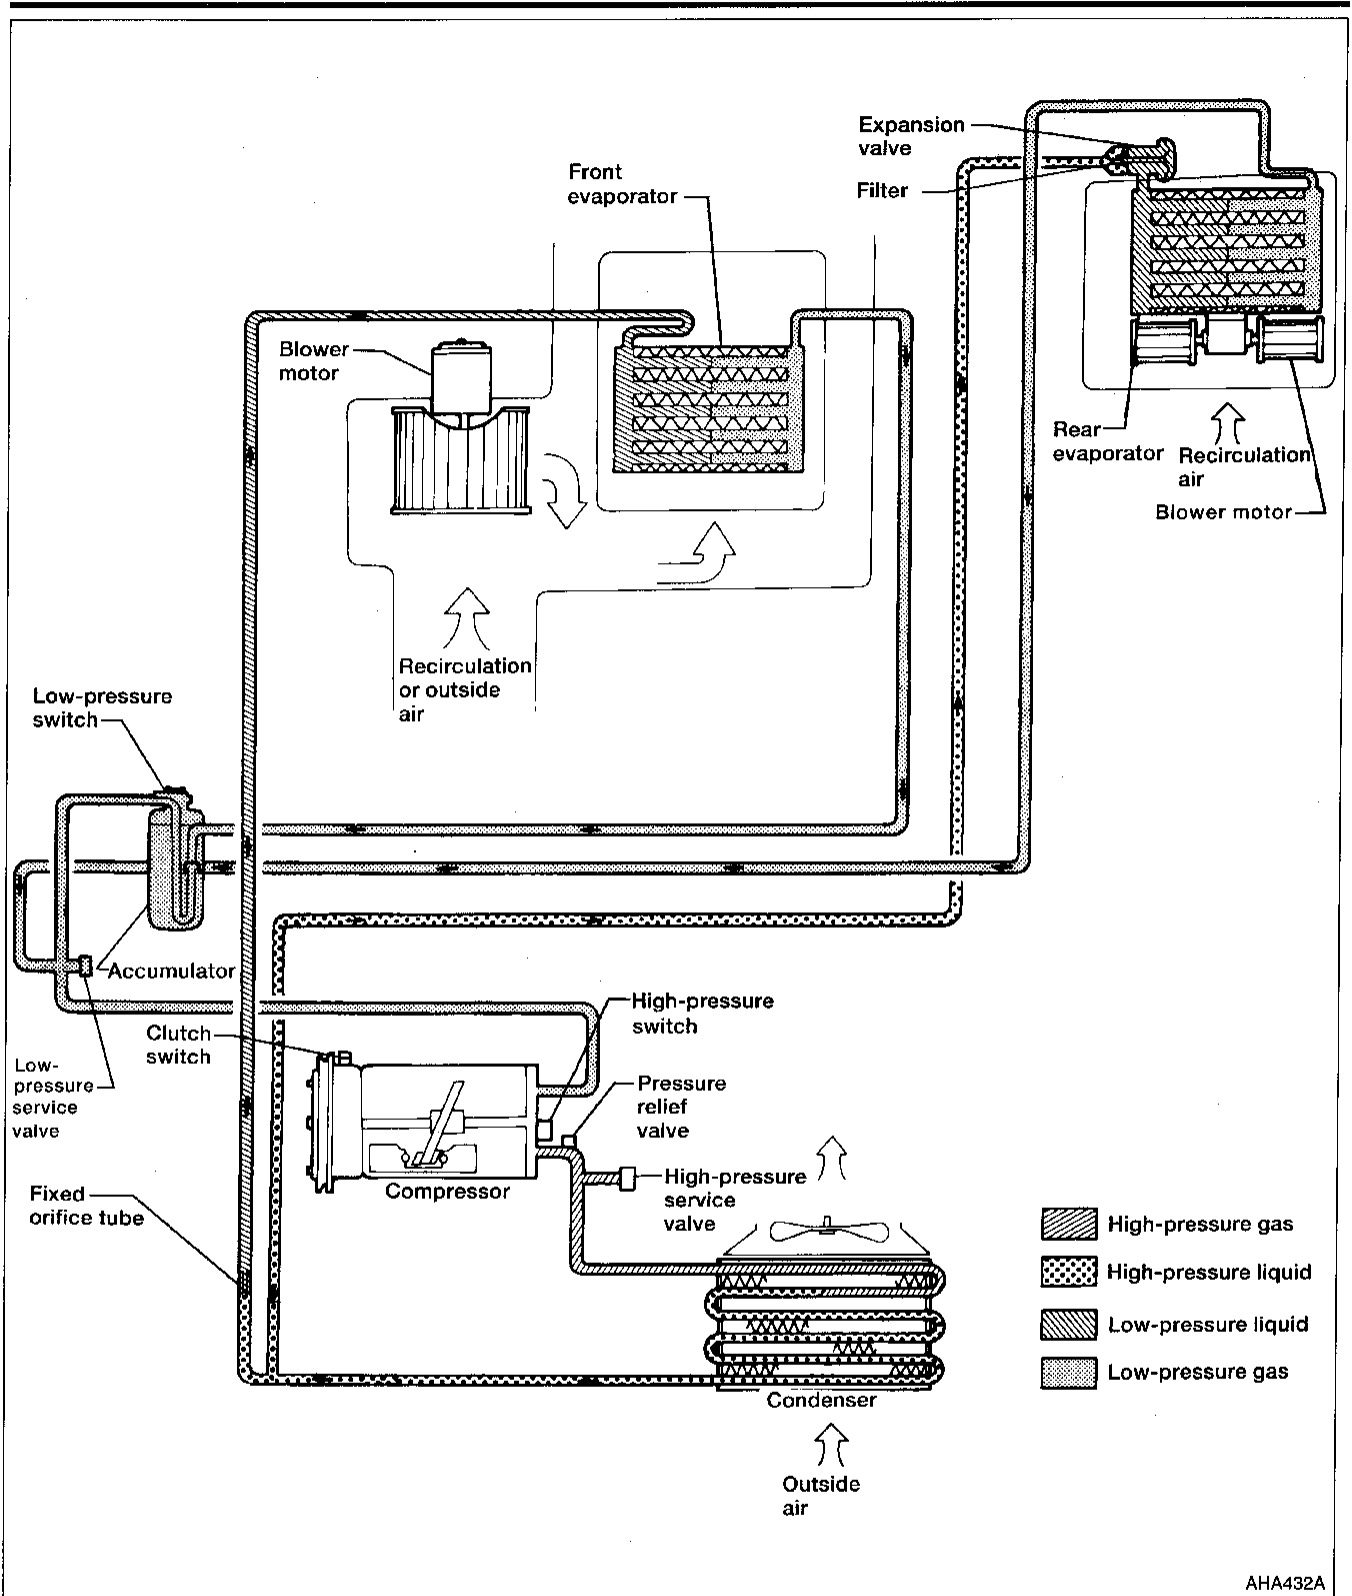 Expansion
valve
Filter
Front
evaporator
Blower
motor
Rear
evaporator
Recirculation
air
Blower motor
Recirculation
or outside
air
Low-pressure
switch
Accumulator
Clutch
switch
Low-
pressure
service
valve
High-pressure
switch
Pressure
relief
valve
High-pressure
service
valve
Compressor
Fixed
orifice tube
Condenser
Outside
air
High-pressure gas
High-pressure liquid
Low-pressure liquid
Low-pressure gas
AHA432A